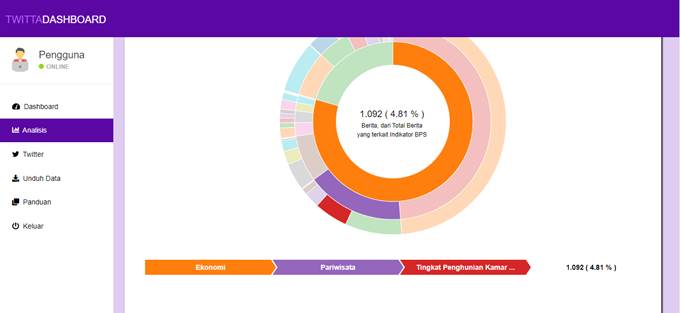 TWITTADASHBOARD
Pengguna
ONLINE
Dashboard
Analisis
Twitter
Unduh Data
Panduan
Keluar
1.092 ( 4.81 % )
Berita, dari Total Berita
yang terkait Indikator BPS
Ekonomi
Pariwisata
Tingkat Penghunian Kamar ...
1.092 ( 4.81 % )